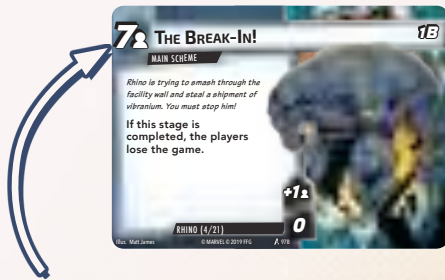 7 THE BREAK-IN! 1B
MAIN SCHEME
Rhino is trying to smash through the
facility wall and steal a shipment of
vibranium. You must stop him!
If this stage is
completed, the players
lose the game.
+1
RHINO (4/21) 0
Illus. Matt James © MARVEL © 2019 FFG 97B